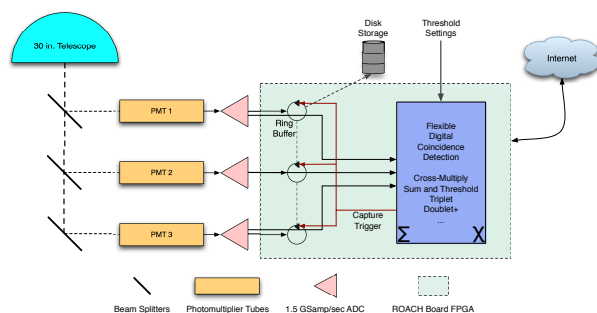 30 in. Telescope
Disk
Storage
Threshold
Settings
Internet
PMT 1
Ring
Buffer
Flexible
Digital
Coincidence
Detection
PMT 2
Cross-Multiply
Sum and Threshold
Triplet
Doublet+
...
PMT 3
Capture
Trigger
Σ
X
Beam Splitters
Photomultiplier Tubes
1.5 GSamp/sec ADC
ROACH Board FPGA